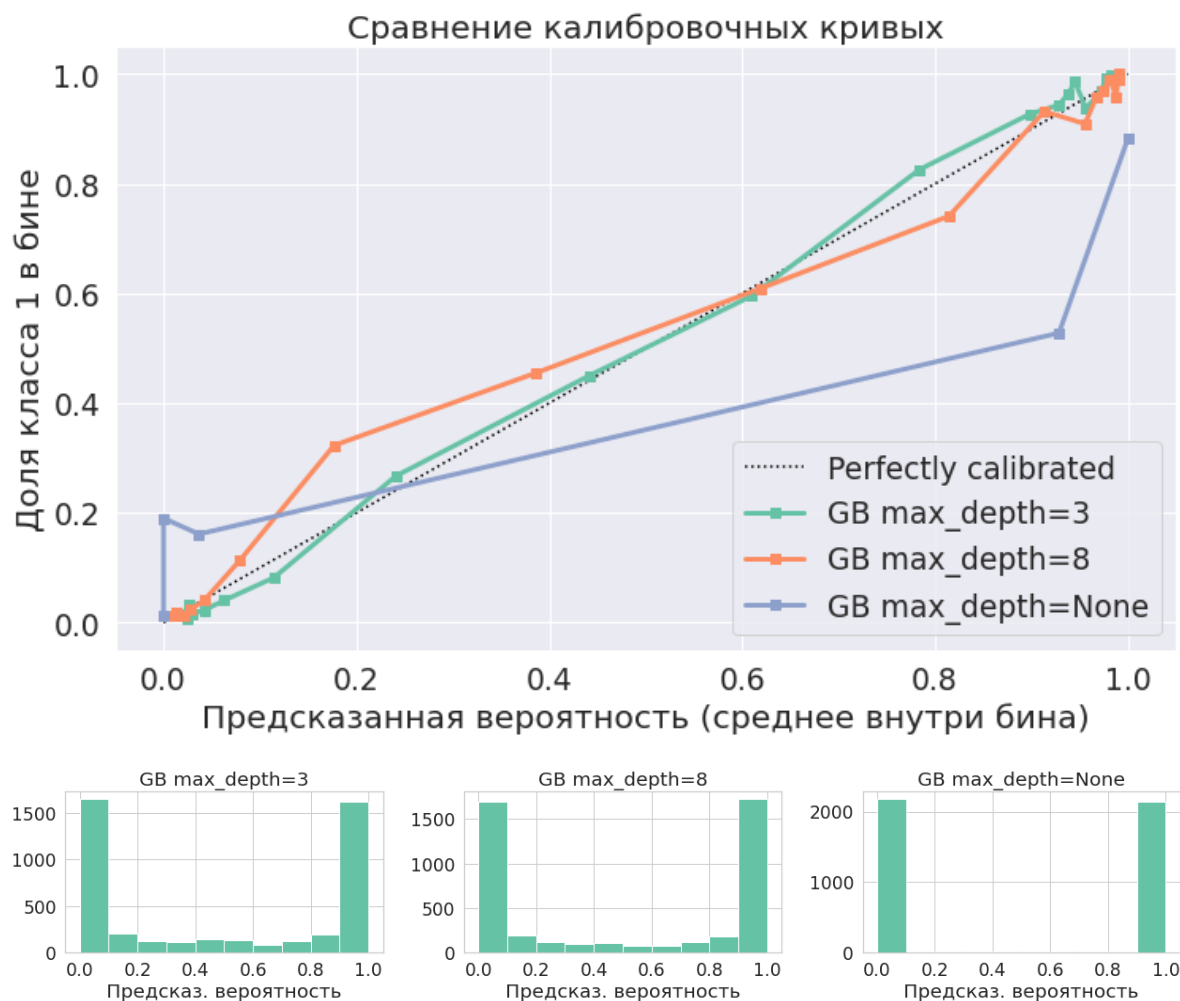 Сравнение калибровочных кривых
Доля класса 1 в бине
1.0
0.8
0.6
0.4
0.2
0.0
Perfectly calibrated
GB max_depth=3
GB max_depth=8
GB max_depth=None
0.0 0.2 0.4 0.6 0.8 1.0
Предсказанная вероятность (среднее внутри бина)
GB max_depth=3
1500
1000
500
0
0.0 0.2 0.4 0.6 0.8 1.0
Предсказ. вероятность
GB max_depth=8
1500
1000
500
0
0.0 0.2 0.4 0.6 0.8 1.0
Предсказ. вероятность
GB max_depth=None
2000
1000
0
0.0 0.2 0.4 0.6 0.8 1.0
Предсказ. вероятность